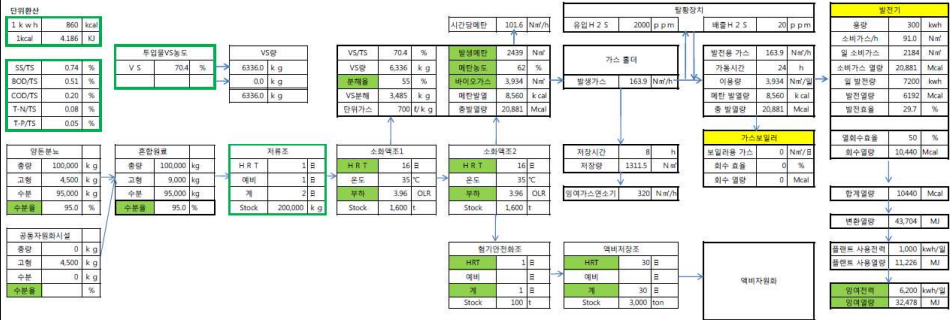 단위환산
1 k w h 860 kcal
1kcal 4.186 KJ
SS/TS 0.74 %
BOD/TS 0.51 %
COD/TS 0.20 %
T-N/TS 0.08 %
T-P/TS 0.05 %
투입물VS농도
V S 70.4 %
VS량
6336.0 k g
0.0 k g
6336.0 k g
시간당메탄 101.6 N㎥/h
VS/TS 70.4 %
VS량 6,336 k g
분해율 55 %
VS분해 3,485 k g
단위가스 700 ℓ/k g
발생메탄 2439 N㎥
메탄농도 62 %
바이오가스 3,934 N㎥
메탄발열 8,560 k cal
총발열량 20,881 Mcal
탈황장치
유입H 2 S 2000 p p m 배출H 2 S 20 p p m
가스 홀더
발생가스 163.9 N㎥/h
저장시간 8 h
저장량 1311.5 N㎥
잉여가스연소기 320 N㎥/h
발전용 가스 163.9 N㎥/h
가동시간 24 h
이용량 3,934 N㎥/일
메탄 발열량 8,560 k cal
총 발열량 20,881 Mcal
가스보일러
보일러용 가스 0 N㎥/일
회수 효율 0 %
회수 열량 0 Mcal
발전기
용량 300 kwh
소비가스/h 91.0 N㎥
일 소비가스 2184 N㎥
소비가스 열량 20,881 Mcal
일 발전량 7200 kwh
발전열량 6192 Mcal
발전효율 29.7 %
열회수효율 50 %
회수열량 10,440 Mcal
합계열량 10440 Mcal
변환열량 43,704 MJ
플랜트 사용전력 1,000 kwh/일
플랜트 사용열량 11,226 MJ
잉여전력 6,200 kwh/일
잉여열량 32,478 MJ
양돈분뇨
총량 100,000 k g
고형 4,500 k g
수분 95,000 k g
수분율 95.0 %
혼합원료
총량 100,000 kg
고형 9,000 kg
수분 95,000 kg
수분율 95.0 %
저류조
H R T 1 日
예비 1 日
계 2 日
Stock 200,000 k g
소화액조1
H R T 16 日
온도 35 ℃
부하 3.96 OLR
Stock 1,600 t
소화액조2
H R T 16 日
온도 35 ℃
부하 3.96 OLR
Stock 1,600 t
공동자원화시설
총량 0 k g
고형 4,500 k g
수분 0 k g
수분율 %
혐기안전화조
HRT 1 日
예비 日
계 1 日
Stock 100 t
액비저장조
HRT 30 日
예비 日
계 30 日
Stock 3,000 ton
액비자원화